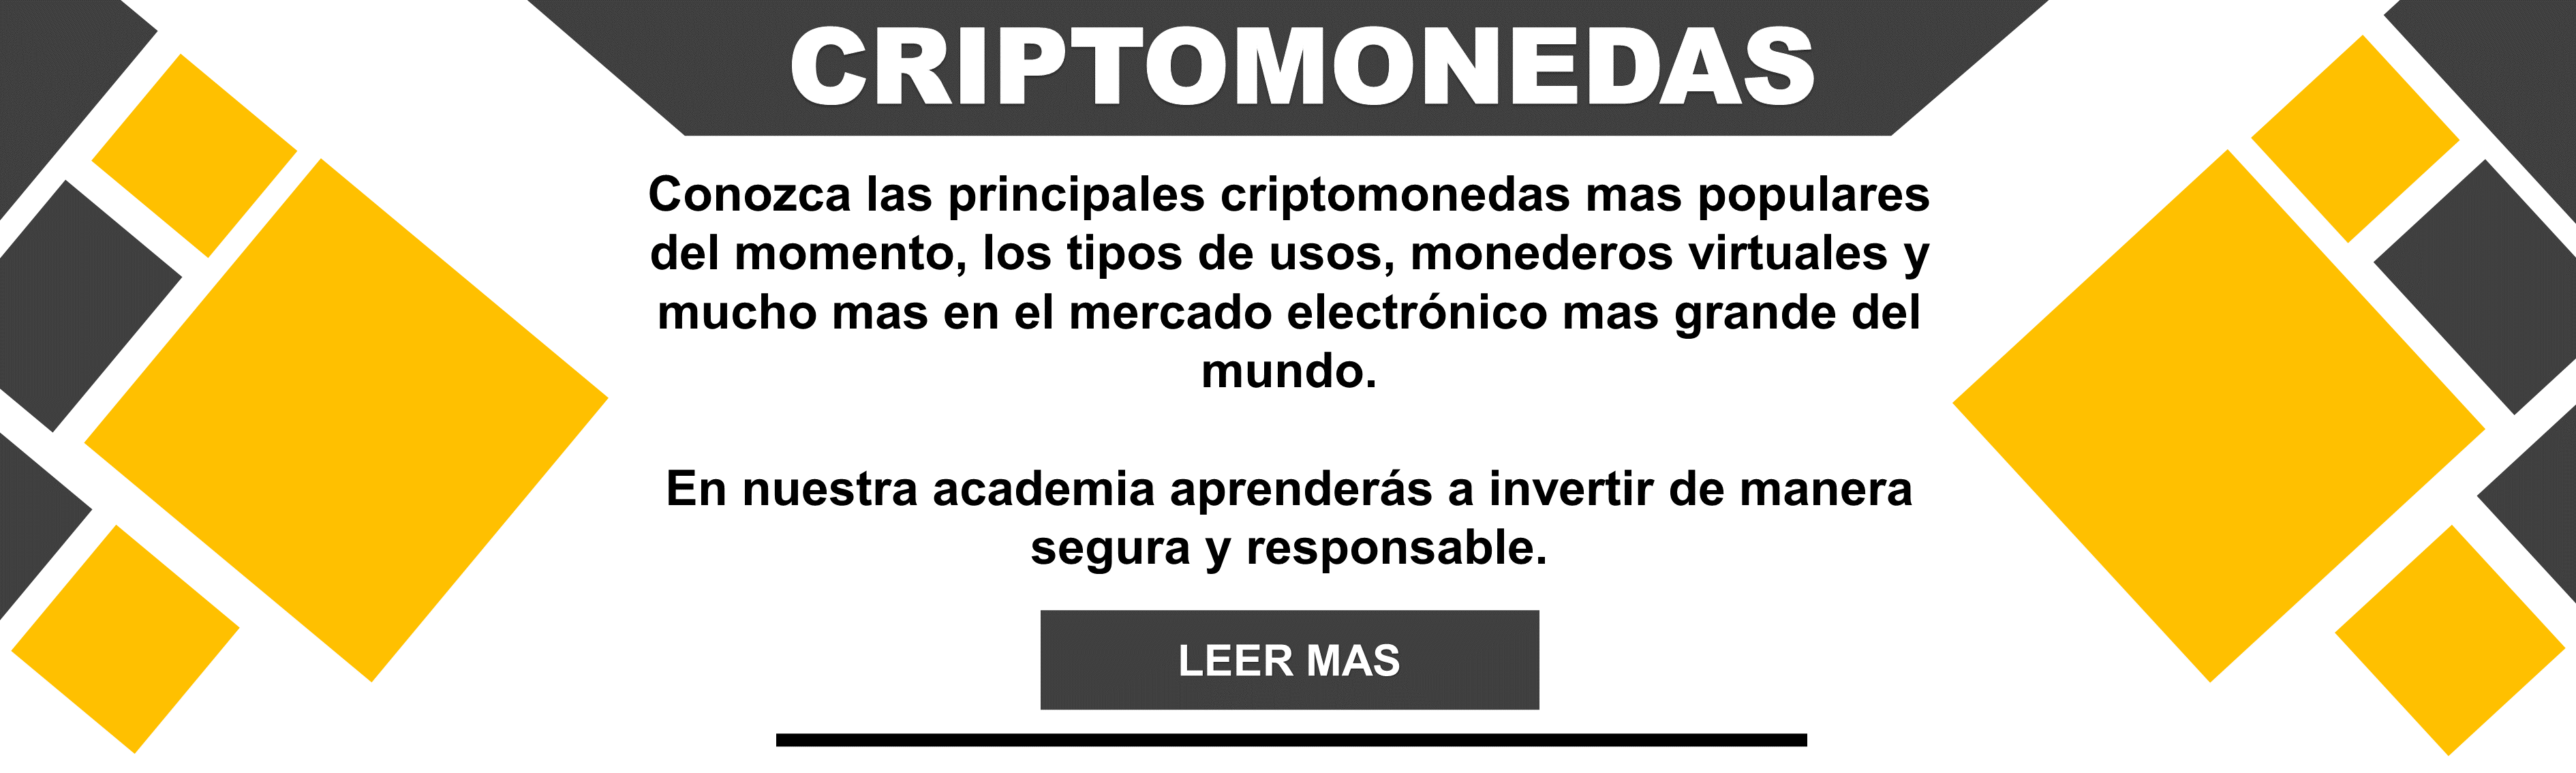 CRIPTOMONEDAS
Conozca las principales criptomonedas mas populares
del momento, los tipos de usos, monederos virtuales y
mucho mas en el mercado electrónico mas grande del
mundo.
En nuestra academia aprenderás a invertir de manera
segura y responsable.
LEER MAS